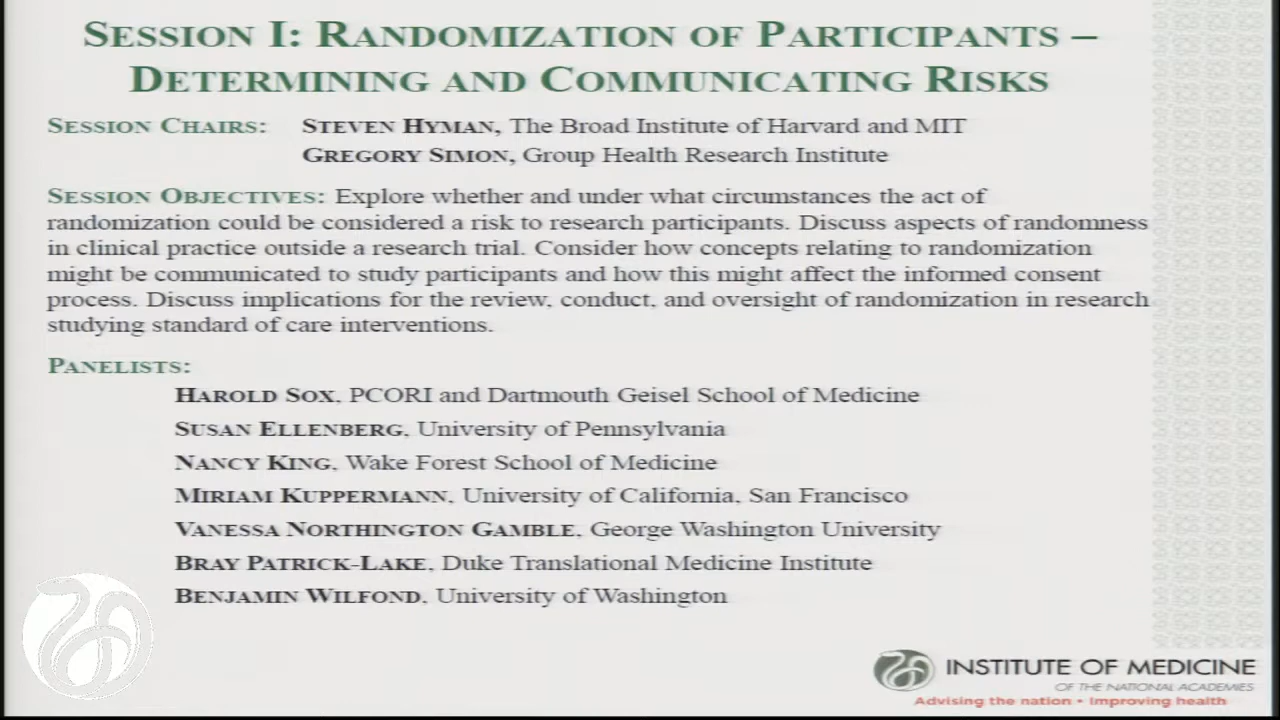 SESSION I: RANDOMIZATION OF PARTICIPANTS –
DETERMINING AND COMMUNICATING RISKS
SESSION CHAIRS: STEVEN HYMAN, The Broad Institute of Harvard and MIT
GREGORY SIMON, Group Health Research Institute
SESSION OBJECTIVES: Explore whether and under what circumstances the act of
randomization could be considered a risk to research participants. Discuss aspects of randomness
in clinical practice outside a research trial. Consider how concepts relating to randomization
might be communicated to study participants and how this might affect the informed consent
process. Discuss implications for the review, conduct, and oversight of randomization in research
studying standard of care interventions.
PANELISTS:
HAROLD SOX, PCORI and Dartmouth Geisel School of Medicine
SUSAN ELLENBERG, University of Pennsylvania
NANCY KING, Wake Forest School of Medicine
MIRIAM KUPPERMANN, University of California, San Francisco
VANESSA NORTHINGTON GAMBLE, George Washington University
BRAY PATRICK-LAKE, Duke Translational Medicine Institute
BENJAMIN WILFOND, University of Washington
INSTITUTE OF MEDICINE
OF THE NATIONAL ACADEMIES
Advising the nation • Improving health